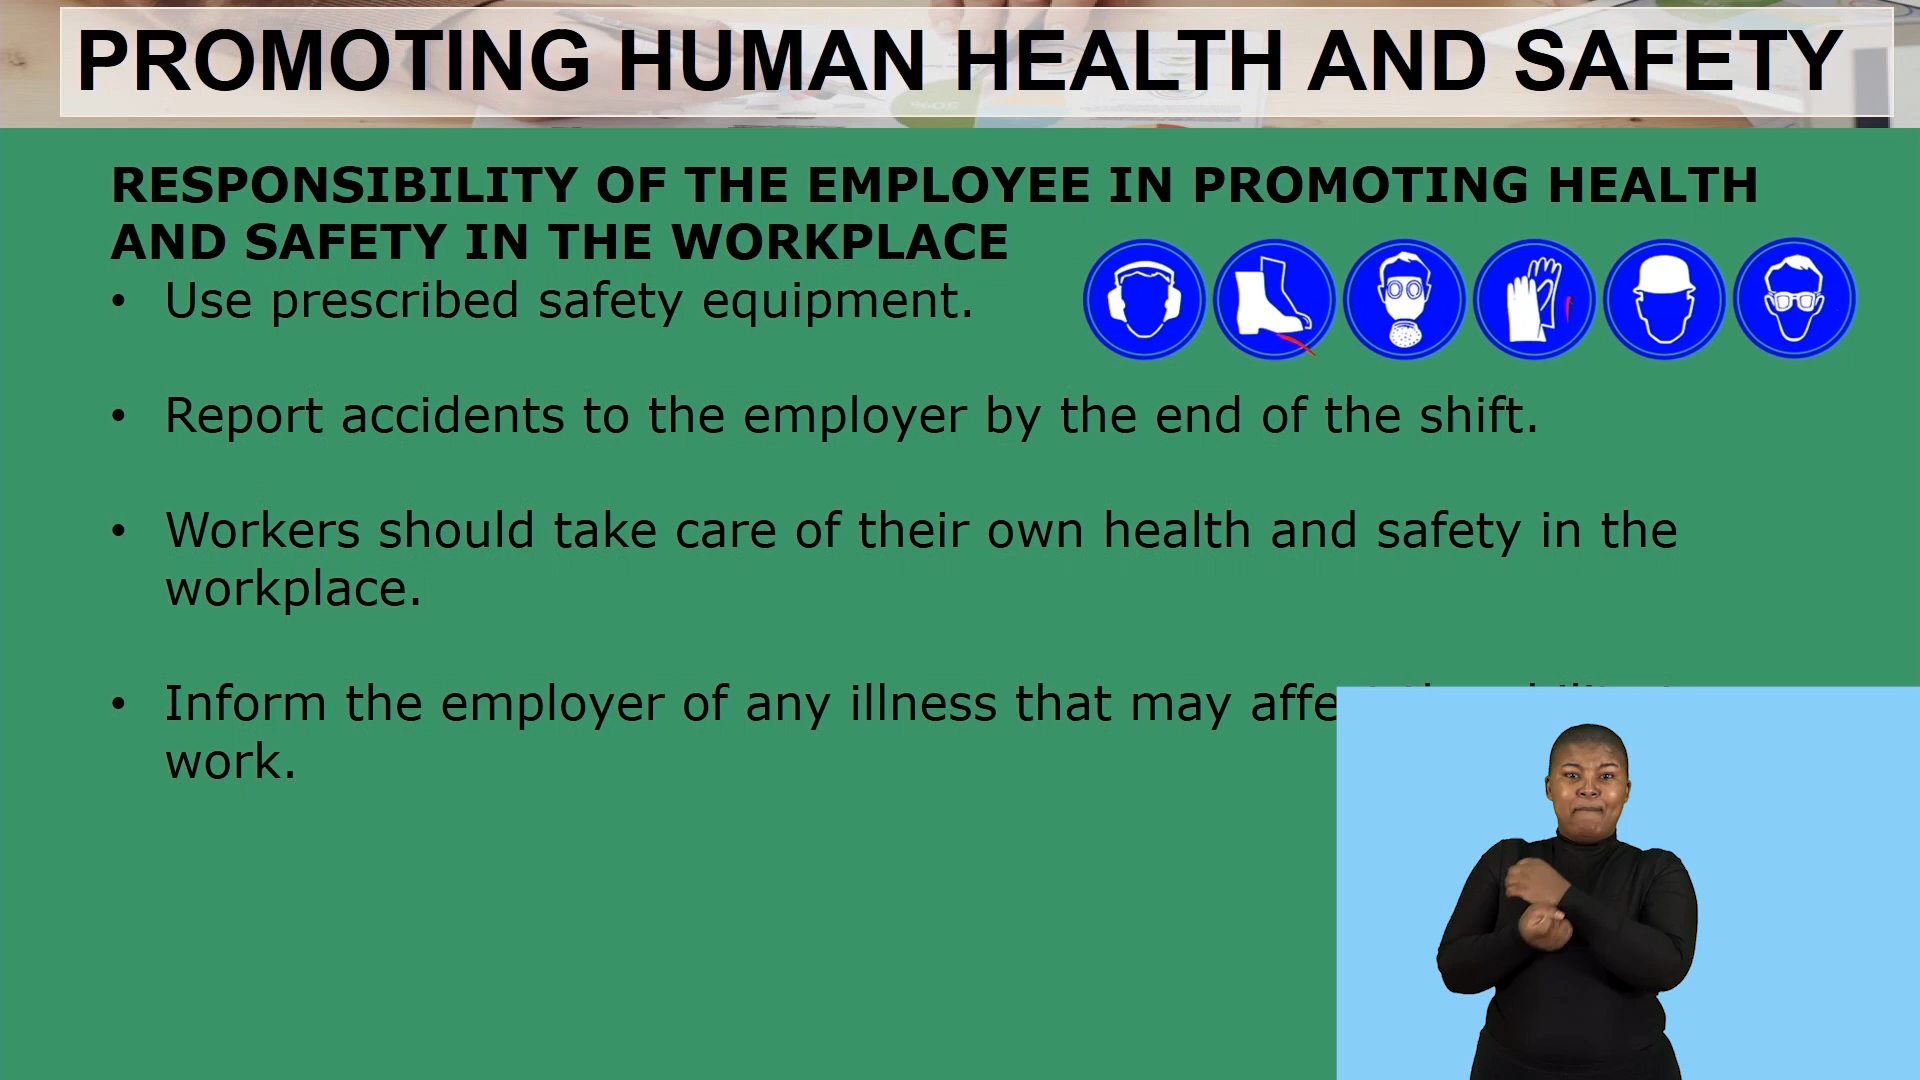 PROMOTING HUMAN HEALTH AND SAFETY
RESPONSIBILITY OF THE EMPLOYEE IN PROMOTING HEALTH
AND SAFETY IN THE WORKPLACE
• Use prescribed safety equipment.
• Report accidents to the employer by the end of the shift.
• Workers should take care of their own health and safety in the
workplace.
• Inform the employer of any illness that may
work.